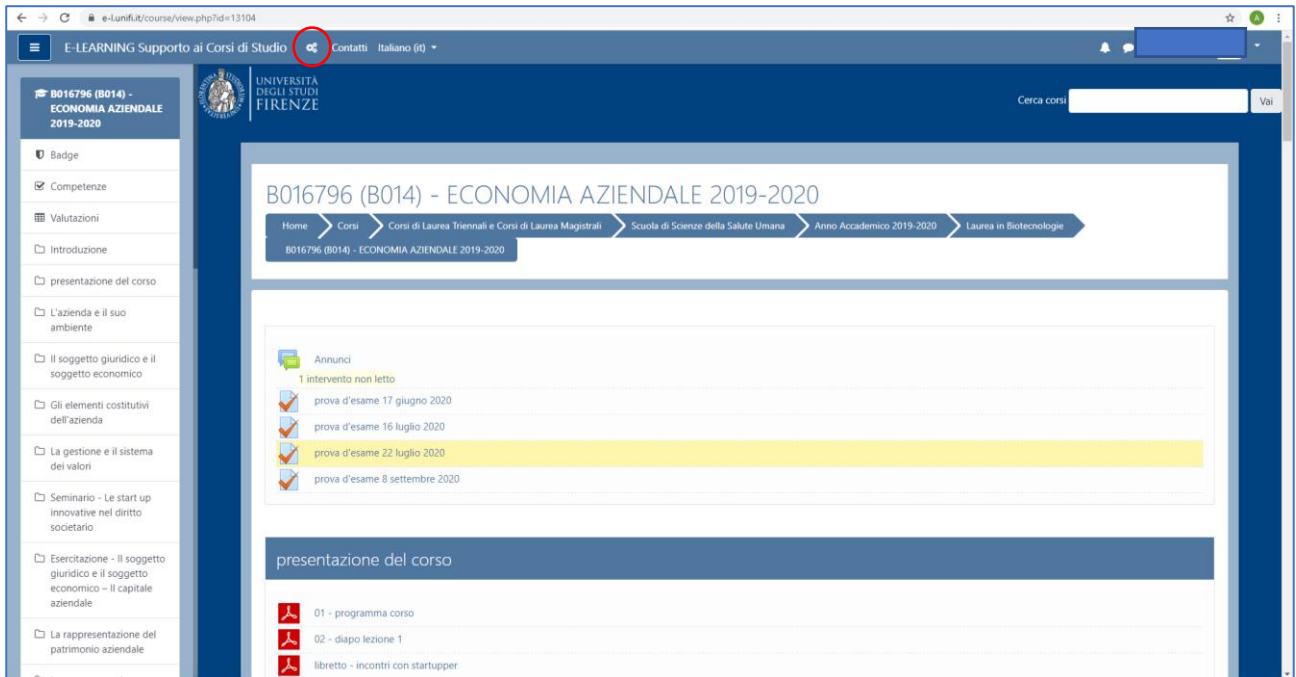 e-l.unifi.it/course/view.php?id=13104
A
E-LEARNING Supporto ai Corsi di Studio
Contatti
Italiano (it)
B016796 (B014) -
ECONOMIA AZIENDALE
2019-2020
Badge
Competenze
Valutazioni
Introduzione
presentazione del corso
L'azienda e il suo
ambiente
Il soggetto giuridico e il
soggetto economico
Gli elementi costitutivi
dell'azienda
La gestione e il sistema
dei valori
Seminario - Le start up
innovative nel diritto
societario
Esercitazione - Il soggetto
giuridico e il soggetto
economico – Il capitale
aziendale
La rappresentazione del
patrimonio aziendale
UNIVERSITÀ
DEGLI STUDI
FIRENZE
Cerca corsi
Vai
B016796 (B014) - ECONOMIA AZIENDALE 2019-2020
Home
Corsi
Corsi di Laurea Triennali e Corsi di Laurea Magistrali
Scuola di Scienze della Salute Umana
Anno Accademico 2019-2020
Laurea in Biotecnologie
B016796 (B014) - ECONOMIA AZIENDALE 2019-2020
Annunci
1 intervento non letto
prova d'esame 17 giugno 2020
prova d'esame 16 luglio 2020
prova d'esame 22 luglio 2020
prova d'esame 8 settembre 2020
presentazione del corso
01 - programma corso
02 - diapo lezione 1
libretto - incontri con startupper